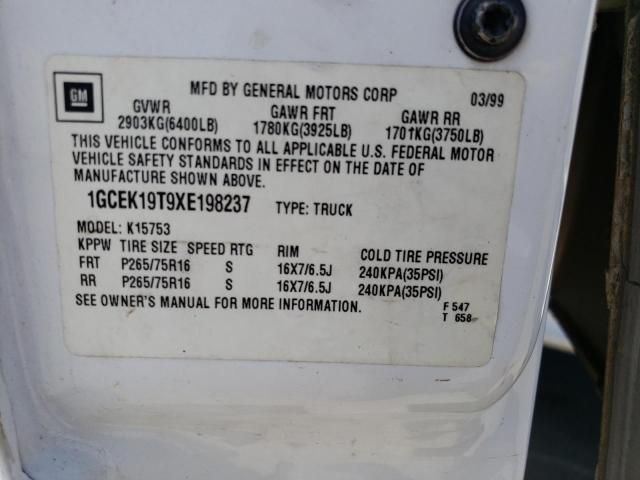 GM
MFD BY GENERAL MOTORS CORP 03/99
GVWR GAWR FRT GAWR RR
2903KG(6400LB) 1780KG(3925LB) 1701KG(3750LB)
THIS VEHICLE CONFORMS TO ALL APPLICABLE U.S. FEDERAL MOTOR
VEHICLE SAFETY STANDARDS IN EFFECT ON THE DATE OF
MANUFACTURE SHOWN ABOVE.
1GCEK19T9XE198237 TYPE: TRUCK
MODEL: K15753
KPPW TIRE SIZE SPEED RTG RIM COLD TIRE PRESSURE
FRT P265/75R16 S 16X7/6.5J 240KPA(35PSI)
RR P265/75R16 S 16X7/6.5J 240KPA(35PSI)
SEE OWNER'S MANUAL FOR MORE INFORMATION. F 547
T 658